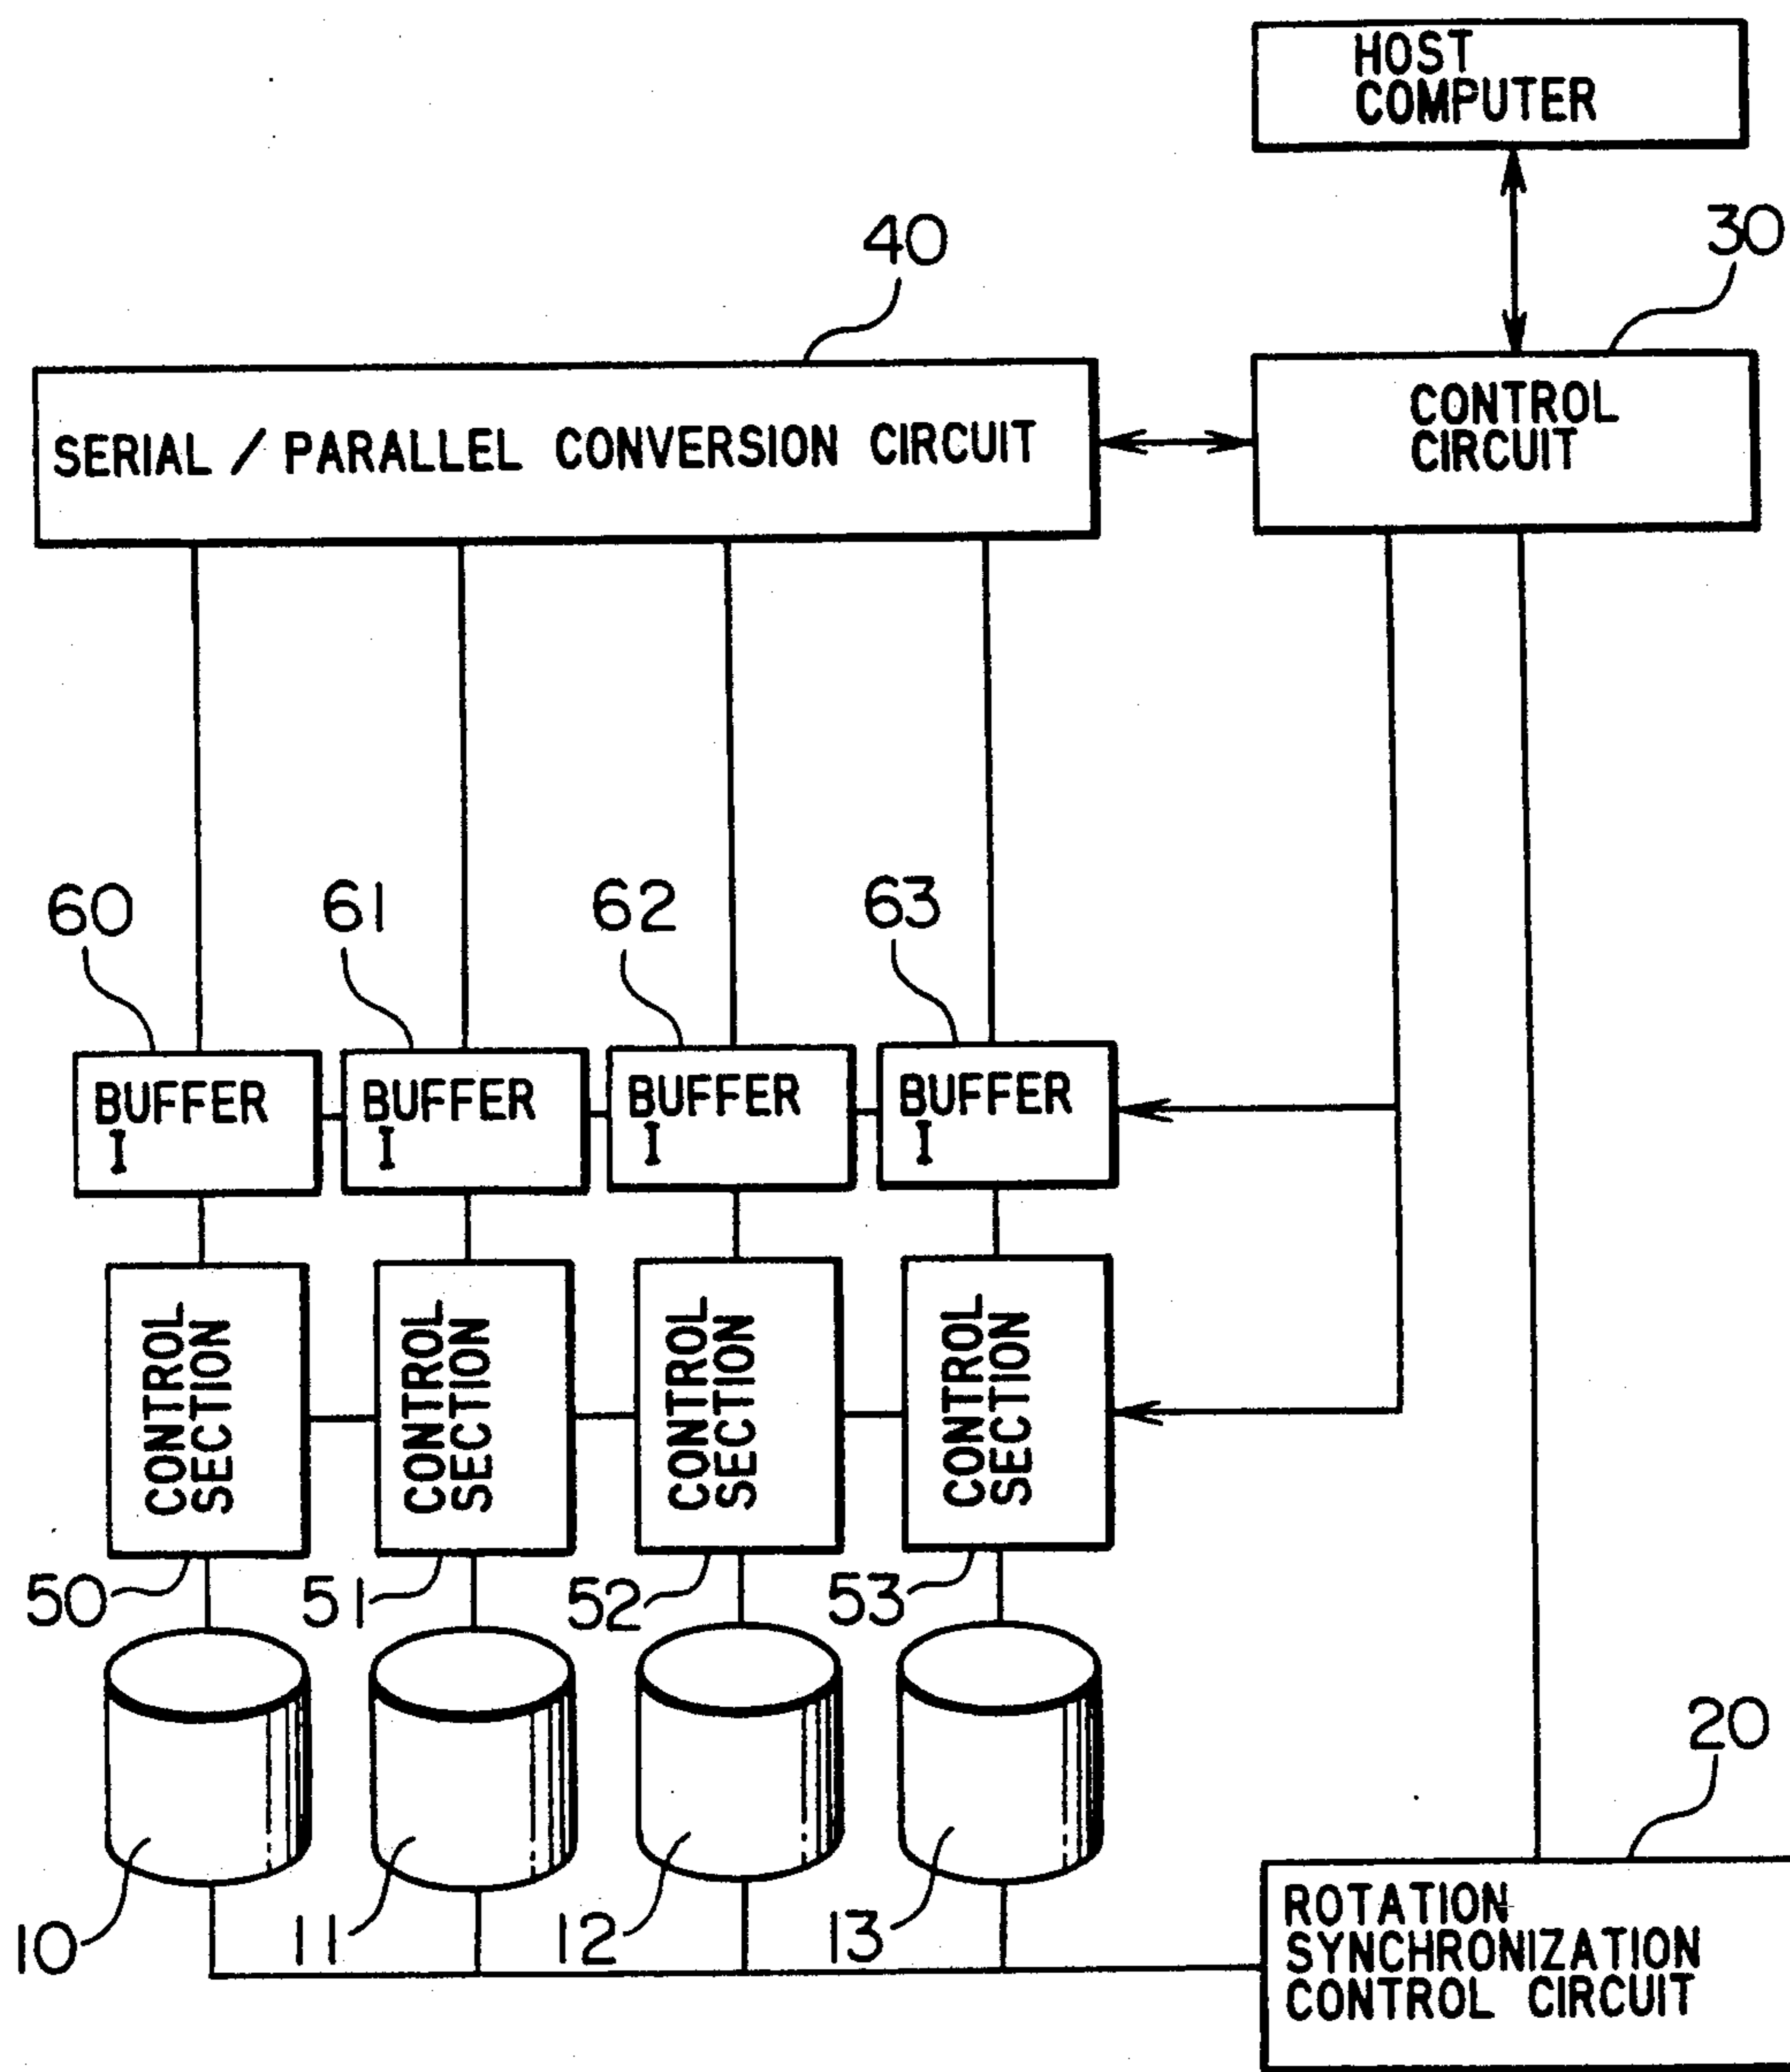 HOST
COMPUTER
30
40
CONTROL
CIRCUIT
SERIAL / PARALLEL CONVERSION CIRCUIT
60
61
62
63
BUFFER
I
BUFFER
I
BUFFER
I
BUFFER
I
CONTROL
SECTION
CONTROL
SECTION
CONTROL
SECTION
CONTROL
SECTION
50
51
52
53
20
10
11
12
13
ROTATION
SYNCHRONIZATION
CONTROL CIRCUIT